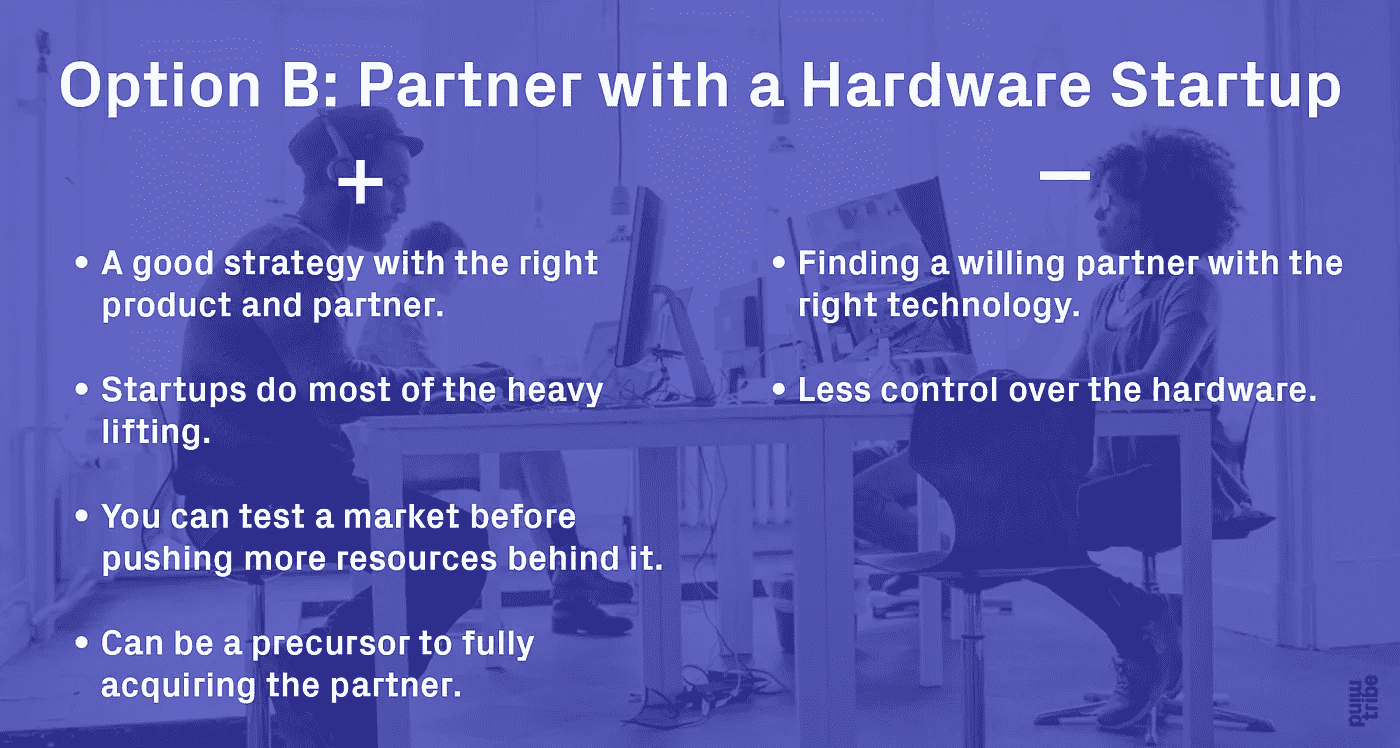 Option B: Partner with a Hardware Startup
+
• A good strategy with the right
product and partner.
• Startups do most of the heavy
lifting.
• You can test a market before
pushing more resources behind it.
• Can be a precursor to fully
acquiring the partner.
—
• Finding a willing partner with the
right technology.
• Less control over the hardware.
mind
tribe